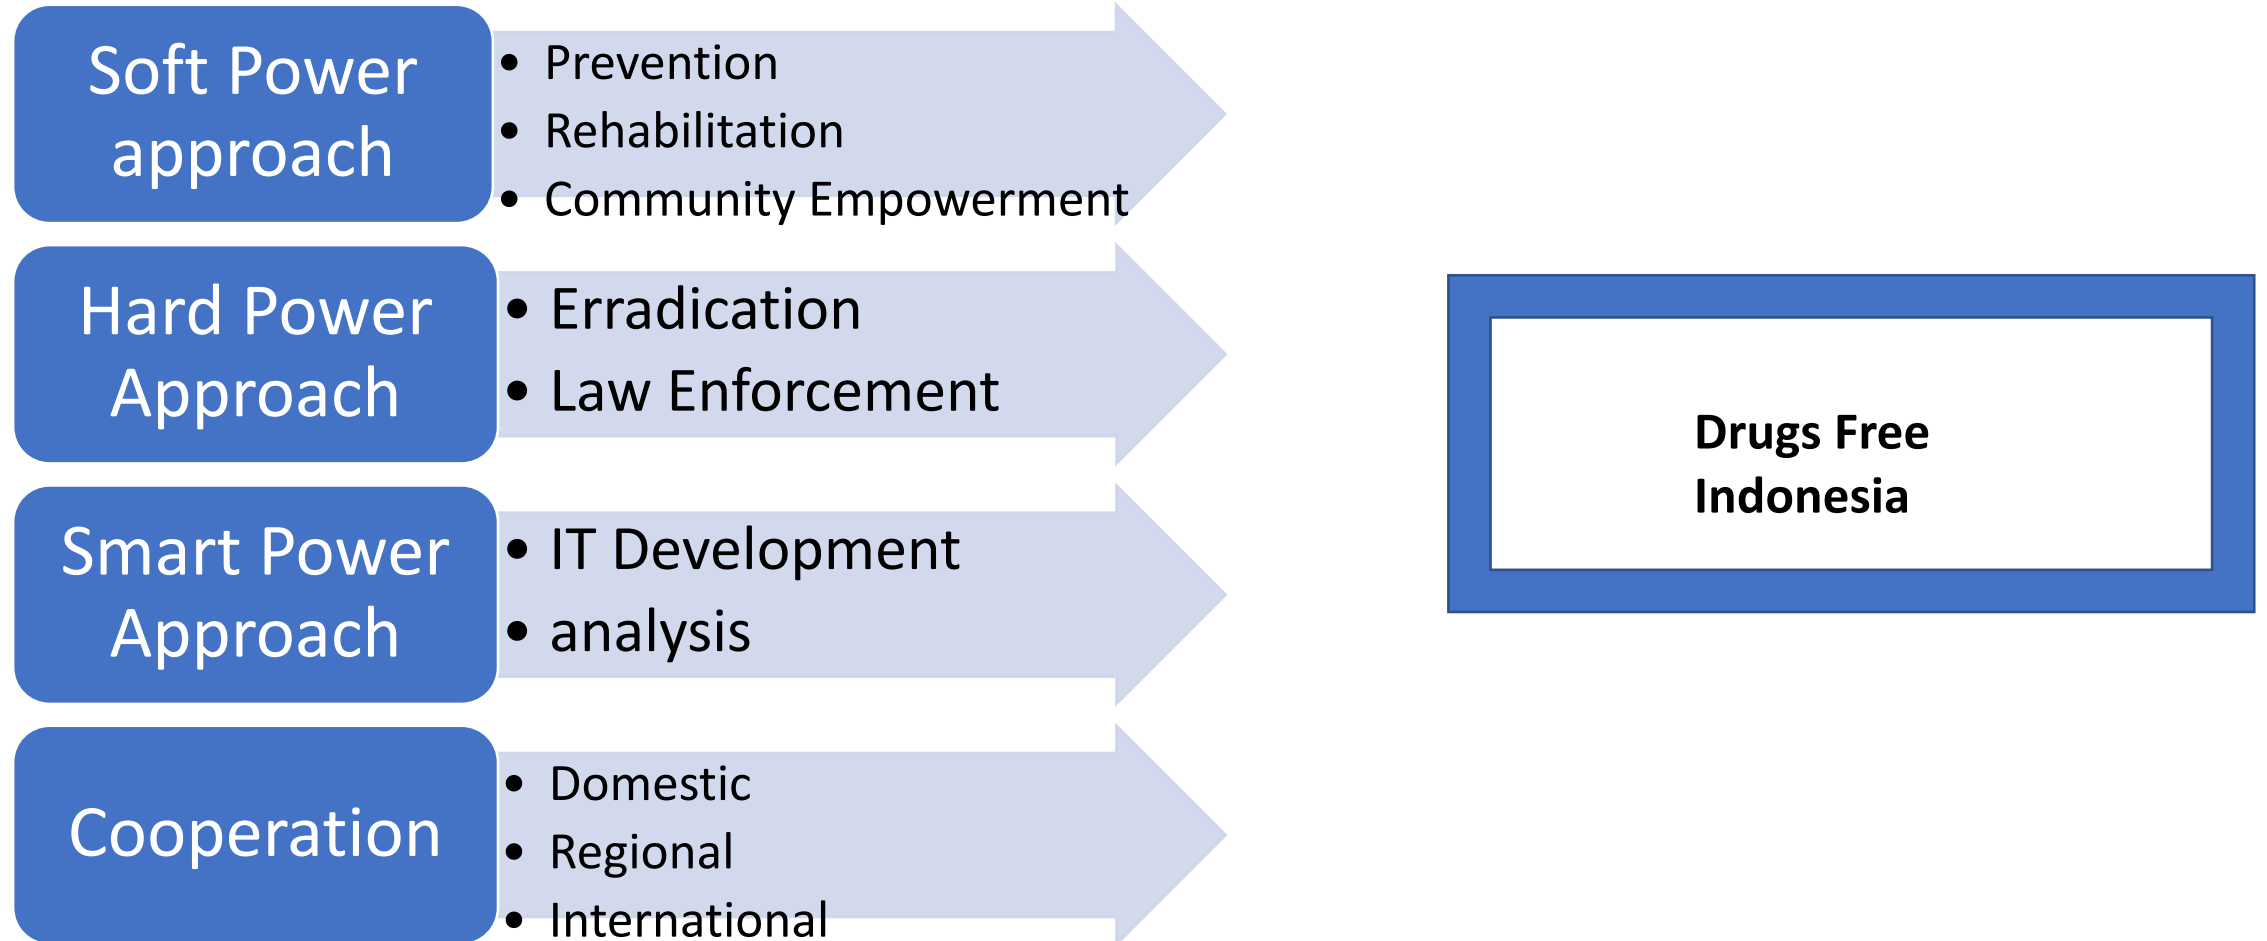 Soft Power
approach
• Prevention
• Rehabilitation
• Community Empowerment
Hard Power
Approach
• Erradication
• Law Enforcement
Smart Power
Approach
• IT Development
• analysis
Cooperation
• Domestic
• Regional
• International
Drugs Free
Indonesia